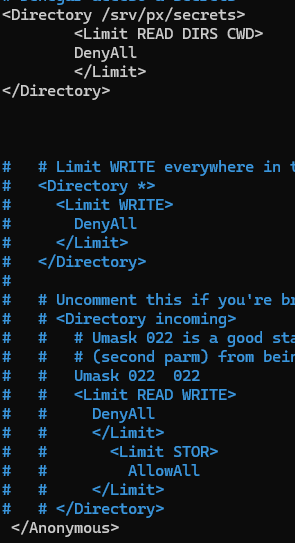 <Directory /srv/px/secrets>
<Limit READ DIRS CWD>
DenyAll
</Limit>
</Directory>
# # Limit WRITE everywhere in t
# <Directory *>
# <Limit WRITE>
# DenyAll
# </Limit>
# </Directory>
#
# # Uncomment this if you're br
# # <Directory incoming>
# # # Umask 022 is a good sta
# # # (second parm) from bein
# # Umask 022 022
# # <Limit READ WRITE>
# # DenyAll
# # </Limit>
# # <Limit STOR>
# # AllowAll
# # </Limit>
# # </Directory>
</Anonymous>